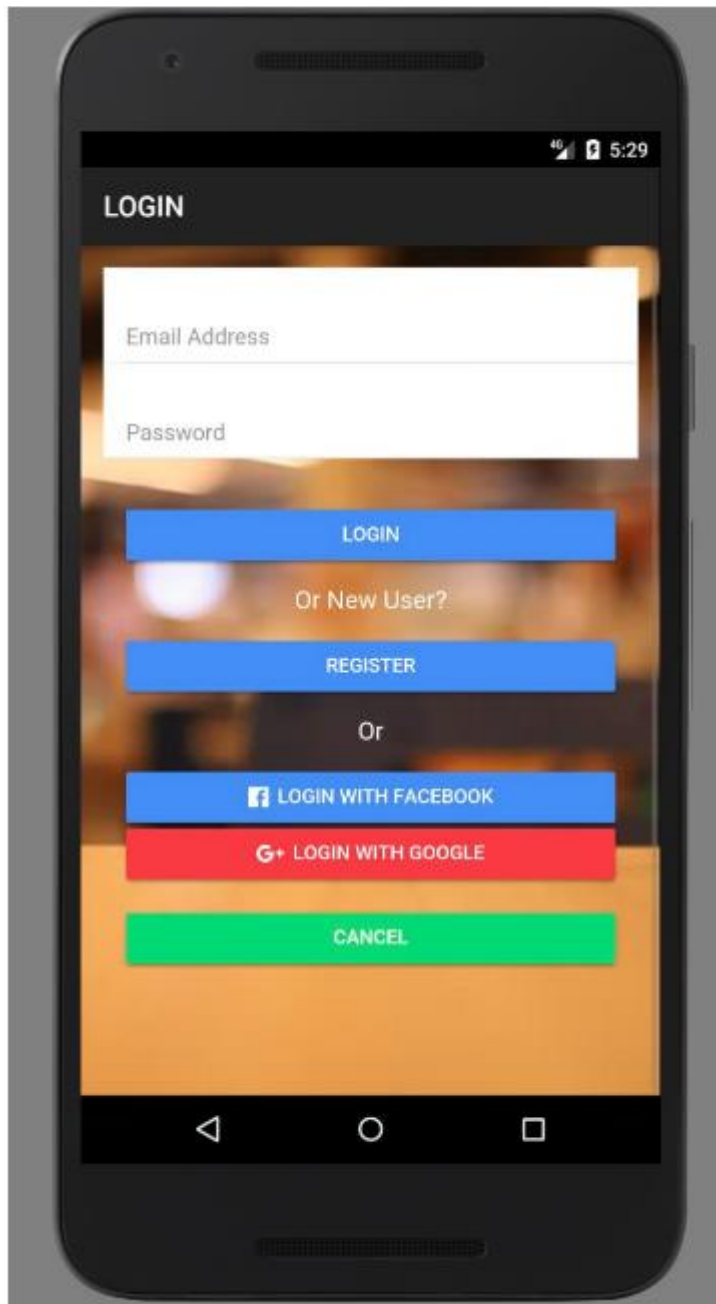 4G 5:29
LOGIN
Email Address
Password
LOGIN
Or New User?
REGISTER
Or
LOGIN WITH FACEBOOK
G+ LOGIN WITH GOOGLE
CANCEL